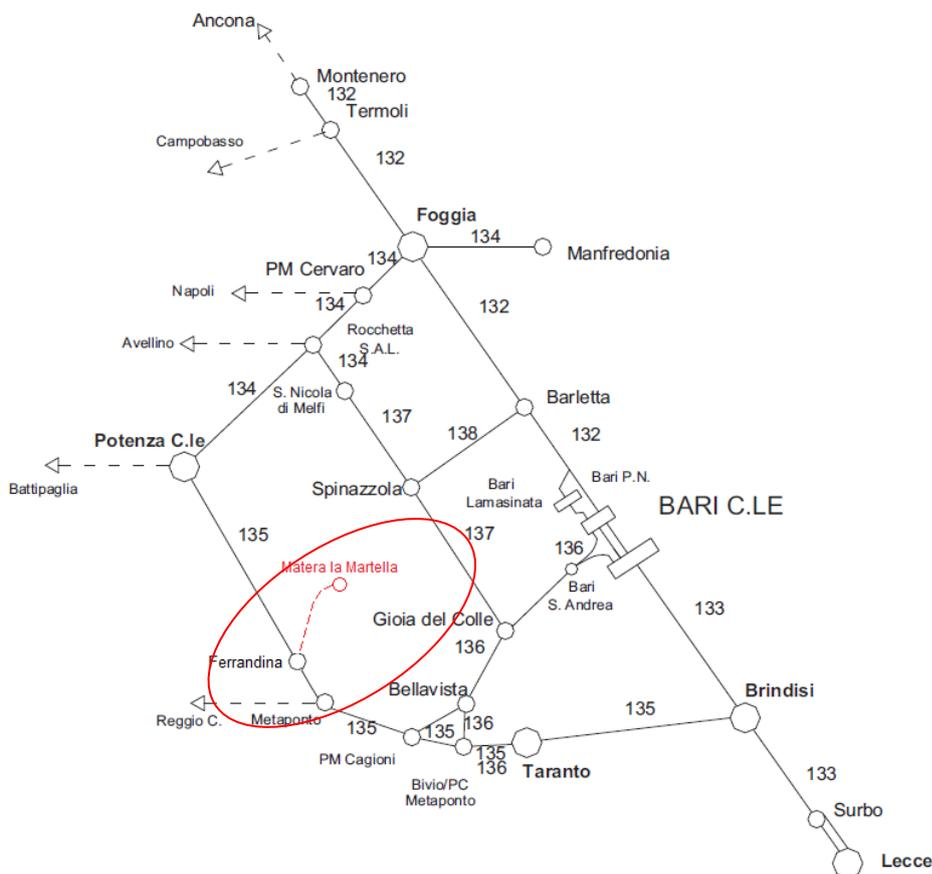 Ancona
Montenero
132
Termoli
Campobasso
132
Foggia
134
Manfredonia
134
PM Cervaro
Napoli
134
132
Rocchetta
S.A.L.
Avellino
134
134
S. Nicola
di Melfi
Barletta
137
132
138
Potenza C.le
Battipaglia
Spinazzola
Bari
Lamasinata
Bari P.N.
BARI C.LE
135
137
136
Matera la Martella
Bari
S. Andrea
133
Gioia del Colle
136
Ferrandina
Bellavista
Brindisi
Reggio C.
Metaponto
135
135
136
135
PM Cagioni
135
136
Taranto
Bivio/PC
Metaponto
133
Surbo
Lecce